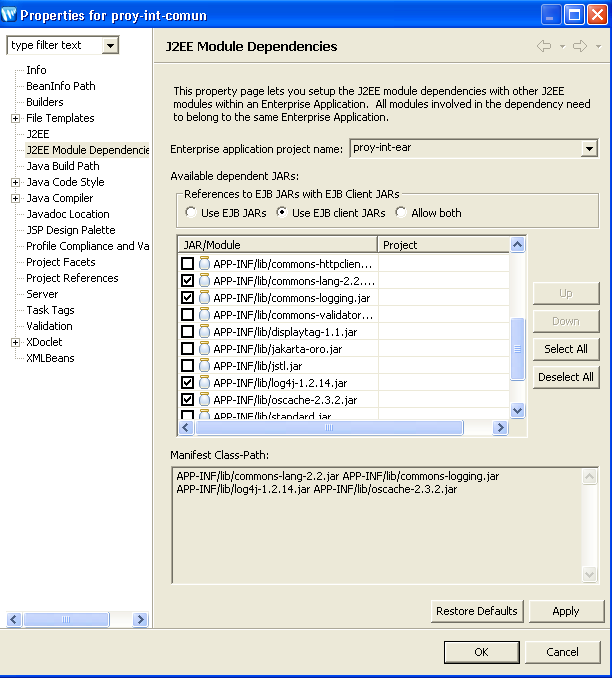 Properties for proy-int-comun
type filter text
J2EE Module Dependencies
Info
BeanInfo Path
Builders
File Templates
J2EE
J2EE Module Dependencie
Java Build Path
Java Code Style
Java Compiler
Javadoc Location
JSP Design Palette
Profile Compliance and Va
Project Facets
Project References
Server
Task Tags
Validation
XDoclet
XMLBeans
This property page lets you setup the J2EE module dependencies with other J2EE
modules within an Enterprise Application. All modules involved in the dependency need
to belong to the same Enterprise Application.
Enterprise application project name: proy-int-ear
Available dependent JARs:
References to EJB JARs with EJB Client JARs
Use EJB JARs Use EJB client JARs Allow both
JAR/Module Project
APP-INF/lib/commons-httpclien...
APP-INF/lib/commons-lang-2.2....
APP-INF/lib/commons-logging.jar
APP-INF/lib/commons-validator...
APP-INF/lib/displaytag-1.1.jar
APP-INF/lib/jakarta-oro.jar
APP-INF/lib/jstl.jar
APP-INF/lib/log4j-1.2.14.jar
APP-INF/lib/oscache-2.3.2.jar
APP-INF/lib/standard.jar
Up
Down
Select All
Deselect All
Manifest Class-Path:
APP-INF/lib/commons-lang-2.2.jar APP-INF/lib/commons-logging.jar
APP-INF/lib/log4j-1.2.14.jar APP-INF/lib/oscache-2.3.2.jar
Restore Defaults Apply
OK Cancel